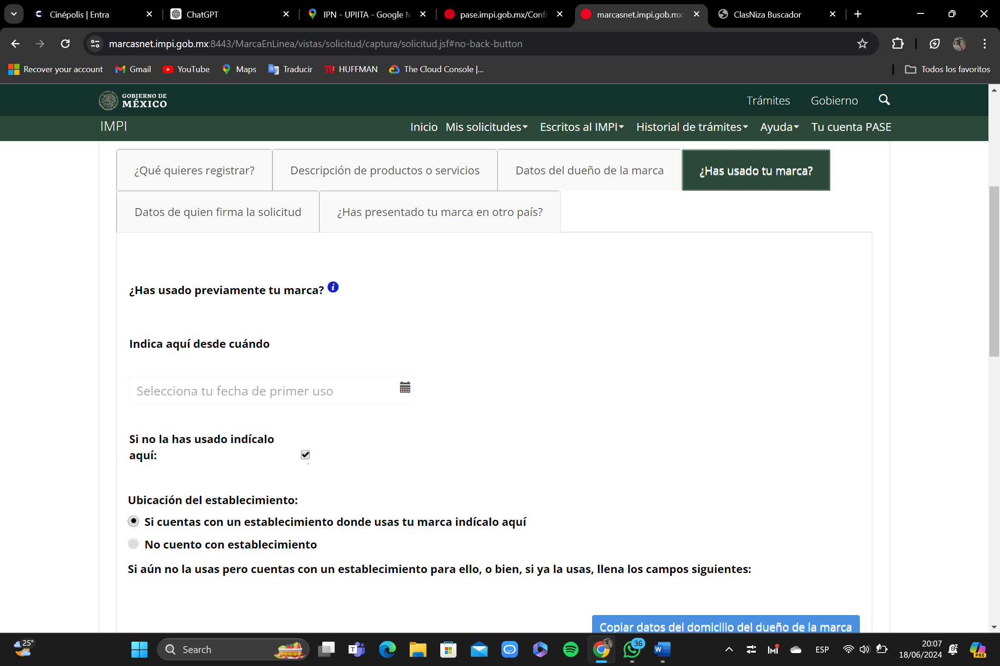 Cinépolis | Entra
ChatGPT
IPN - UPIITA - Google M
pase.impi.gob.mx/Confi
marcasnet.impi.gob.mx:
ClasNiza Buscador
marcasnet.impi.gob.mx:8443/MarcaEnLinea/vistas/solicitud/captura/solicitud.jsf#no-back-button
Recover your account
Gmail
YouTube
Maps
Traducir
HUFFMAN
The Cloud Console |...
Todos los favoritos
GOBIERNO DE
MÉXICO
Trámites
Gobierno
IMPI
Inicio
Mis solicitudes
Escritos al IMPI
Historial de trámites
Ayuda
Tu cuenta PASE
¿Qué quieres registrar?
Descripción de productos o servicios
Datos del dueño de la marca
¿Has usado tu marca?
Datos de quien firma la solicitud
¿Has presentado tu marca en otro país?
¿Has usado previamente tu marca?
Indica aquí desde cuándo
Selecciona tu fecha de primer uso
Si no la has usado indícalo
aquí:
Ubicación del establecimiento:
Si cuentas con un establecimiento donde usas tu marca indícalo aquí
No cuento con establecimiento
Si aún no la usas pero cuentas con un establecimiento para ello, o bien, si ya la usas, llena los campos siguientes:
Copiar datos del domicilio del dueño de la marca
25°
Search
36
ESP
20:07
18/06/2024
PRE